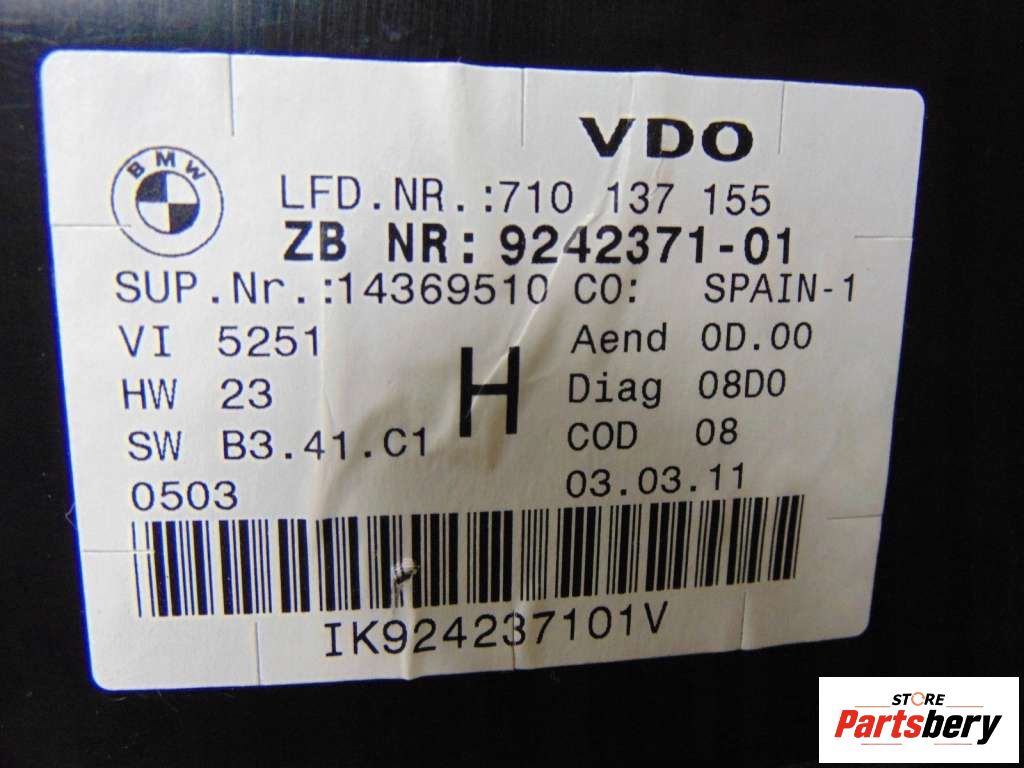 VDO
BMW
LFD.NR.:710 137 155
ZB NR: 9242371-01
SUP.Nr.:14369510 CO: SPAIN-1
VI 5251 Aend 0D.00
HW 23 H Diag 08D0
SW B3.41.C1 COD 08
0503 03.03.11
IK924237101V
STORE
Partsbery